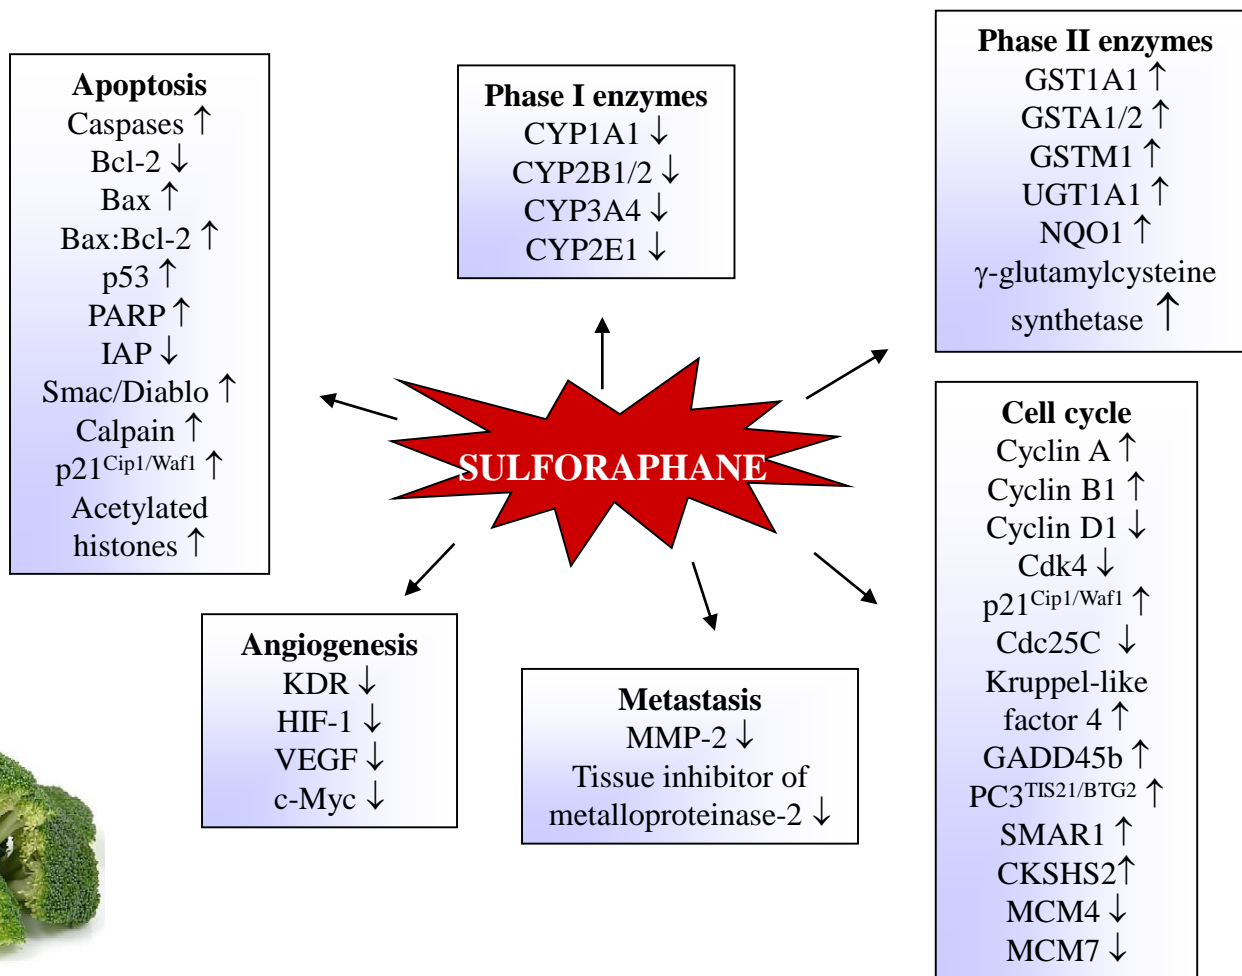 Apoptosis
Caspases ↑
Bcl-2 ↓
Bax ↑
Bax:Bcl-2 ↑
p53 ↑
PARP ↑
IAP ↓
Smac/Diablo ↑
Calpain ↑
p21Cip1/Waf1 ↑
Acetylated
histones ↑
Phase I enzymes
CYP1A1 ↓
CYP2B1/2 ↓
CYP3A4 ↓
CYP2E1 ↓
Phase II enzymes
GST1A1 ↑
GSTA1/2 ↑
GSTM1 ↑
UGT1A1 ↑
NQO1 ↑
γ-glutamylcysteine
synthetase ↑
SULFORAPHANE
Angiogenesis
KDR ↓
HIF-1 ↓
VEGF ↓
c-Myc ↓
Metastasis
MMP-2 ↓
Tissue inhibitor of
metalloproteinase-2 ↓
Cell cycle
Cyclin A ↑
Cyclin B1 ↑
Cyclin D1 ↓
Cdk4 ↓
p21Cip1/Waf1 ↑
Cdc25C ↓
Kruppel-like
factor 4 ↑
GADD45b ↑
PC3TIS21/BTG2 ↑
SMAR1 ↑
CKSHS2↑
MCM4 ↓
MCM7 ↓